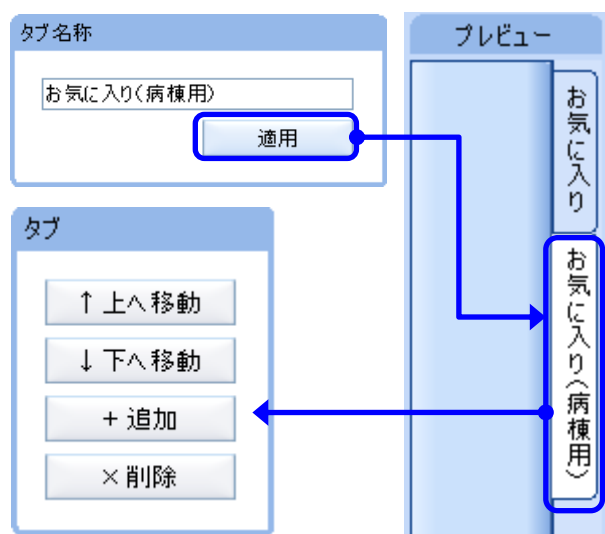 タブ名称
お気に入り(病棟用)
適用
タブ
↑上へ移動
↓下へ移動
+追加
×削除
プレビュー
お気に入り
お気に入り(病棟用)